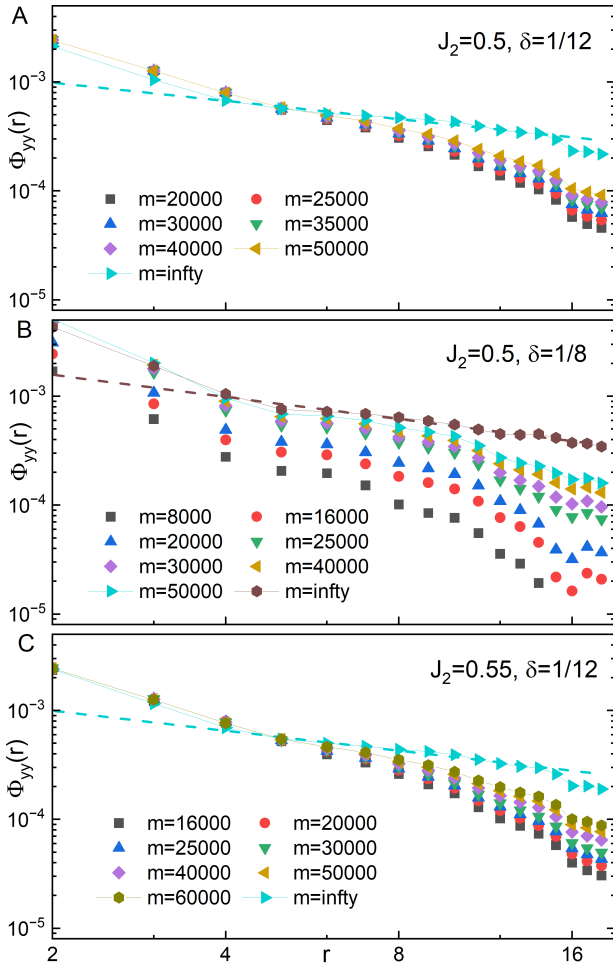 A
J₂=0.5, δ=1/12
10⁻³
10⁻⁴
10⁻⁵
Φyy(r)
m=20000 m=25000
m=30000 m=35000
m=40000 m=50000
m=infty
B
J₂=0.5, δ=1/8
10⁻³
10⁻⁴
10⁻⁵
Φyy(r)
m=8000 m=16000
m=20000 m=25000
m=30000 m=40000
m=50000 m=infty
C
J₂=0.55, δ=1/12
10⁻³
10⁻⁴
10⁻⁵
Φyy(r)
m=16000 m=20000
m=25000 m=30000
m=40000 m=50000
m=60000 m=infty
2 4 r 8 16